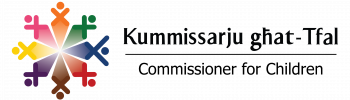 Kummissarju għat-Tfal
Commissioner for Children